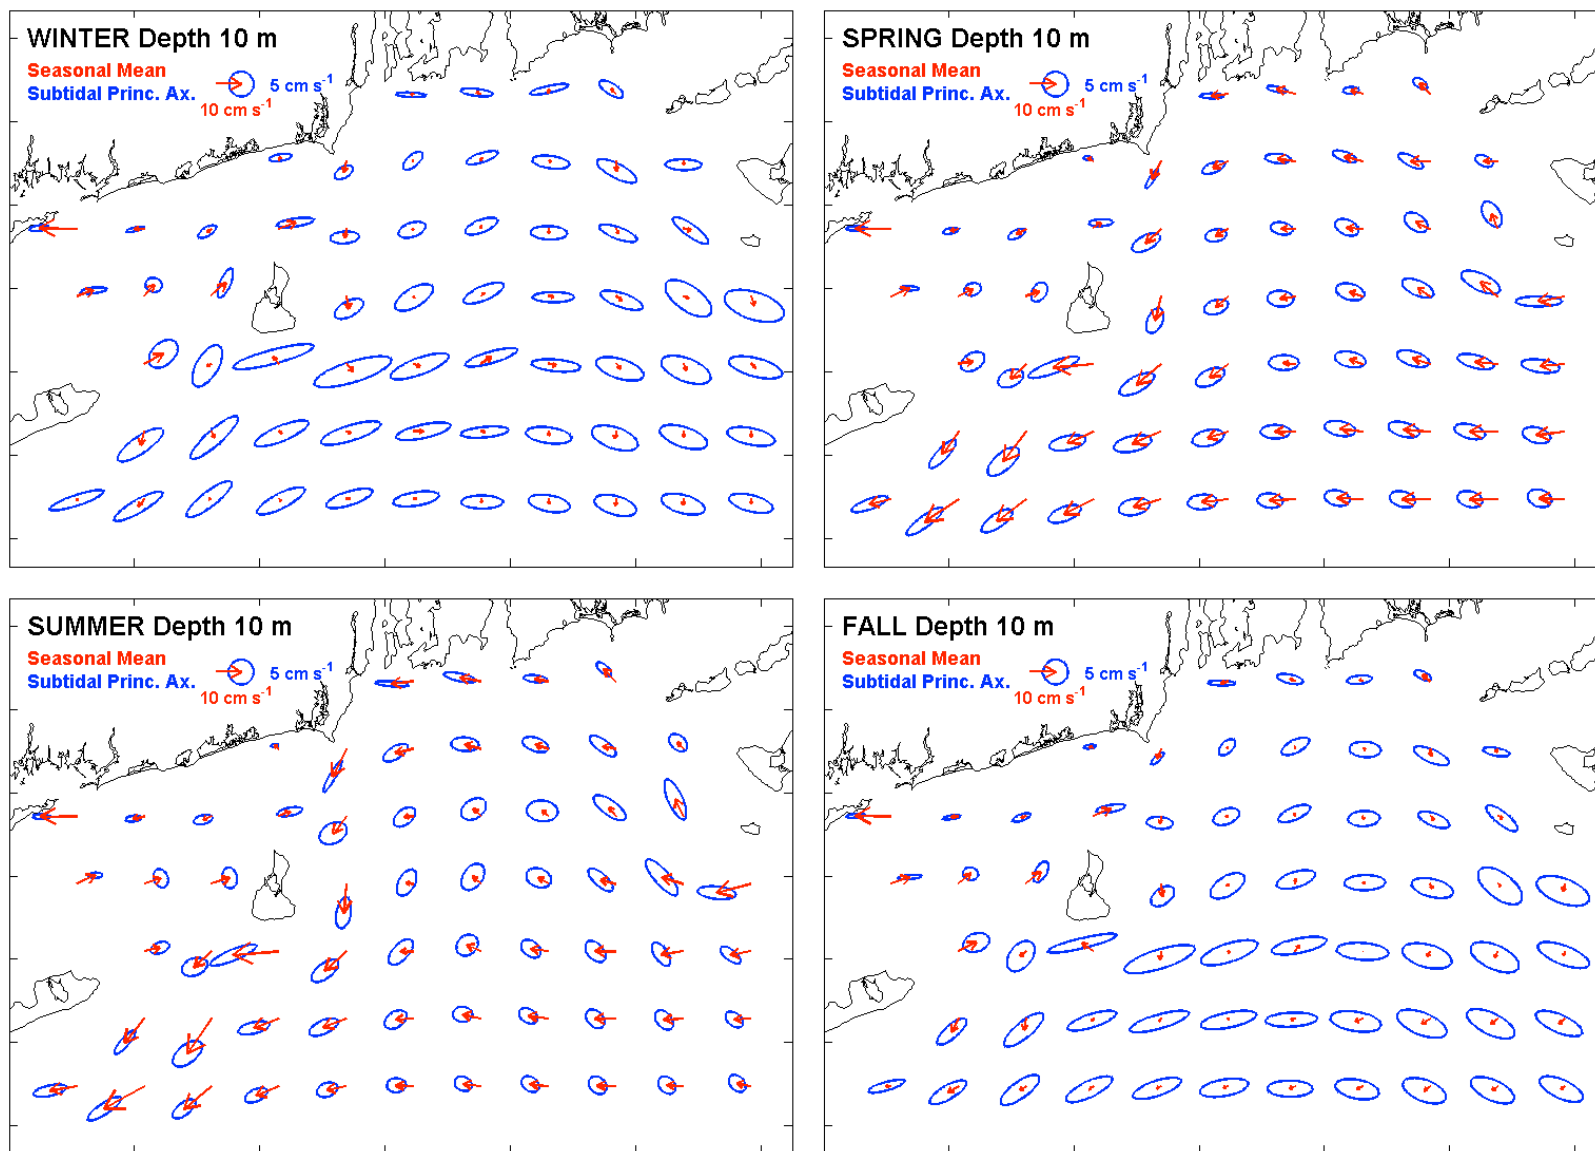 WINTER Depth 10 m
Seasonal Mean
Subtidal Princ. Ax.
5 cm s-1
10 cm s-1
SPRING Depth 10 m
Seasonal Mean
Subtidal Princ. Ax.
5 cm s-1
10 cm s-1
SUMMER Depth 10 m
Seasonal Mean
Subtidal Princ. Ax.
5 cm s-1
10 cm s-1
FALL Depth 10 m
Seasonal Mean
Subtidal Princ. Ax.
5 cm s-1
10 cm s-1